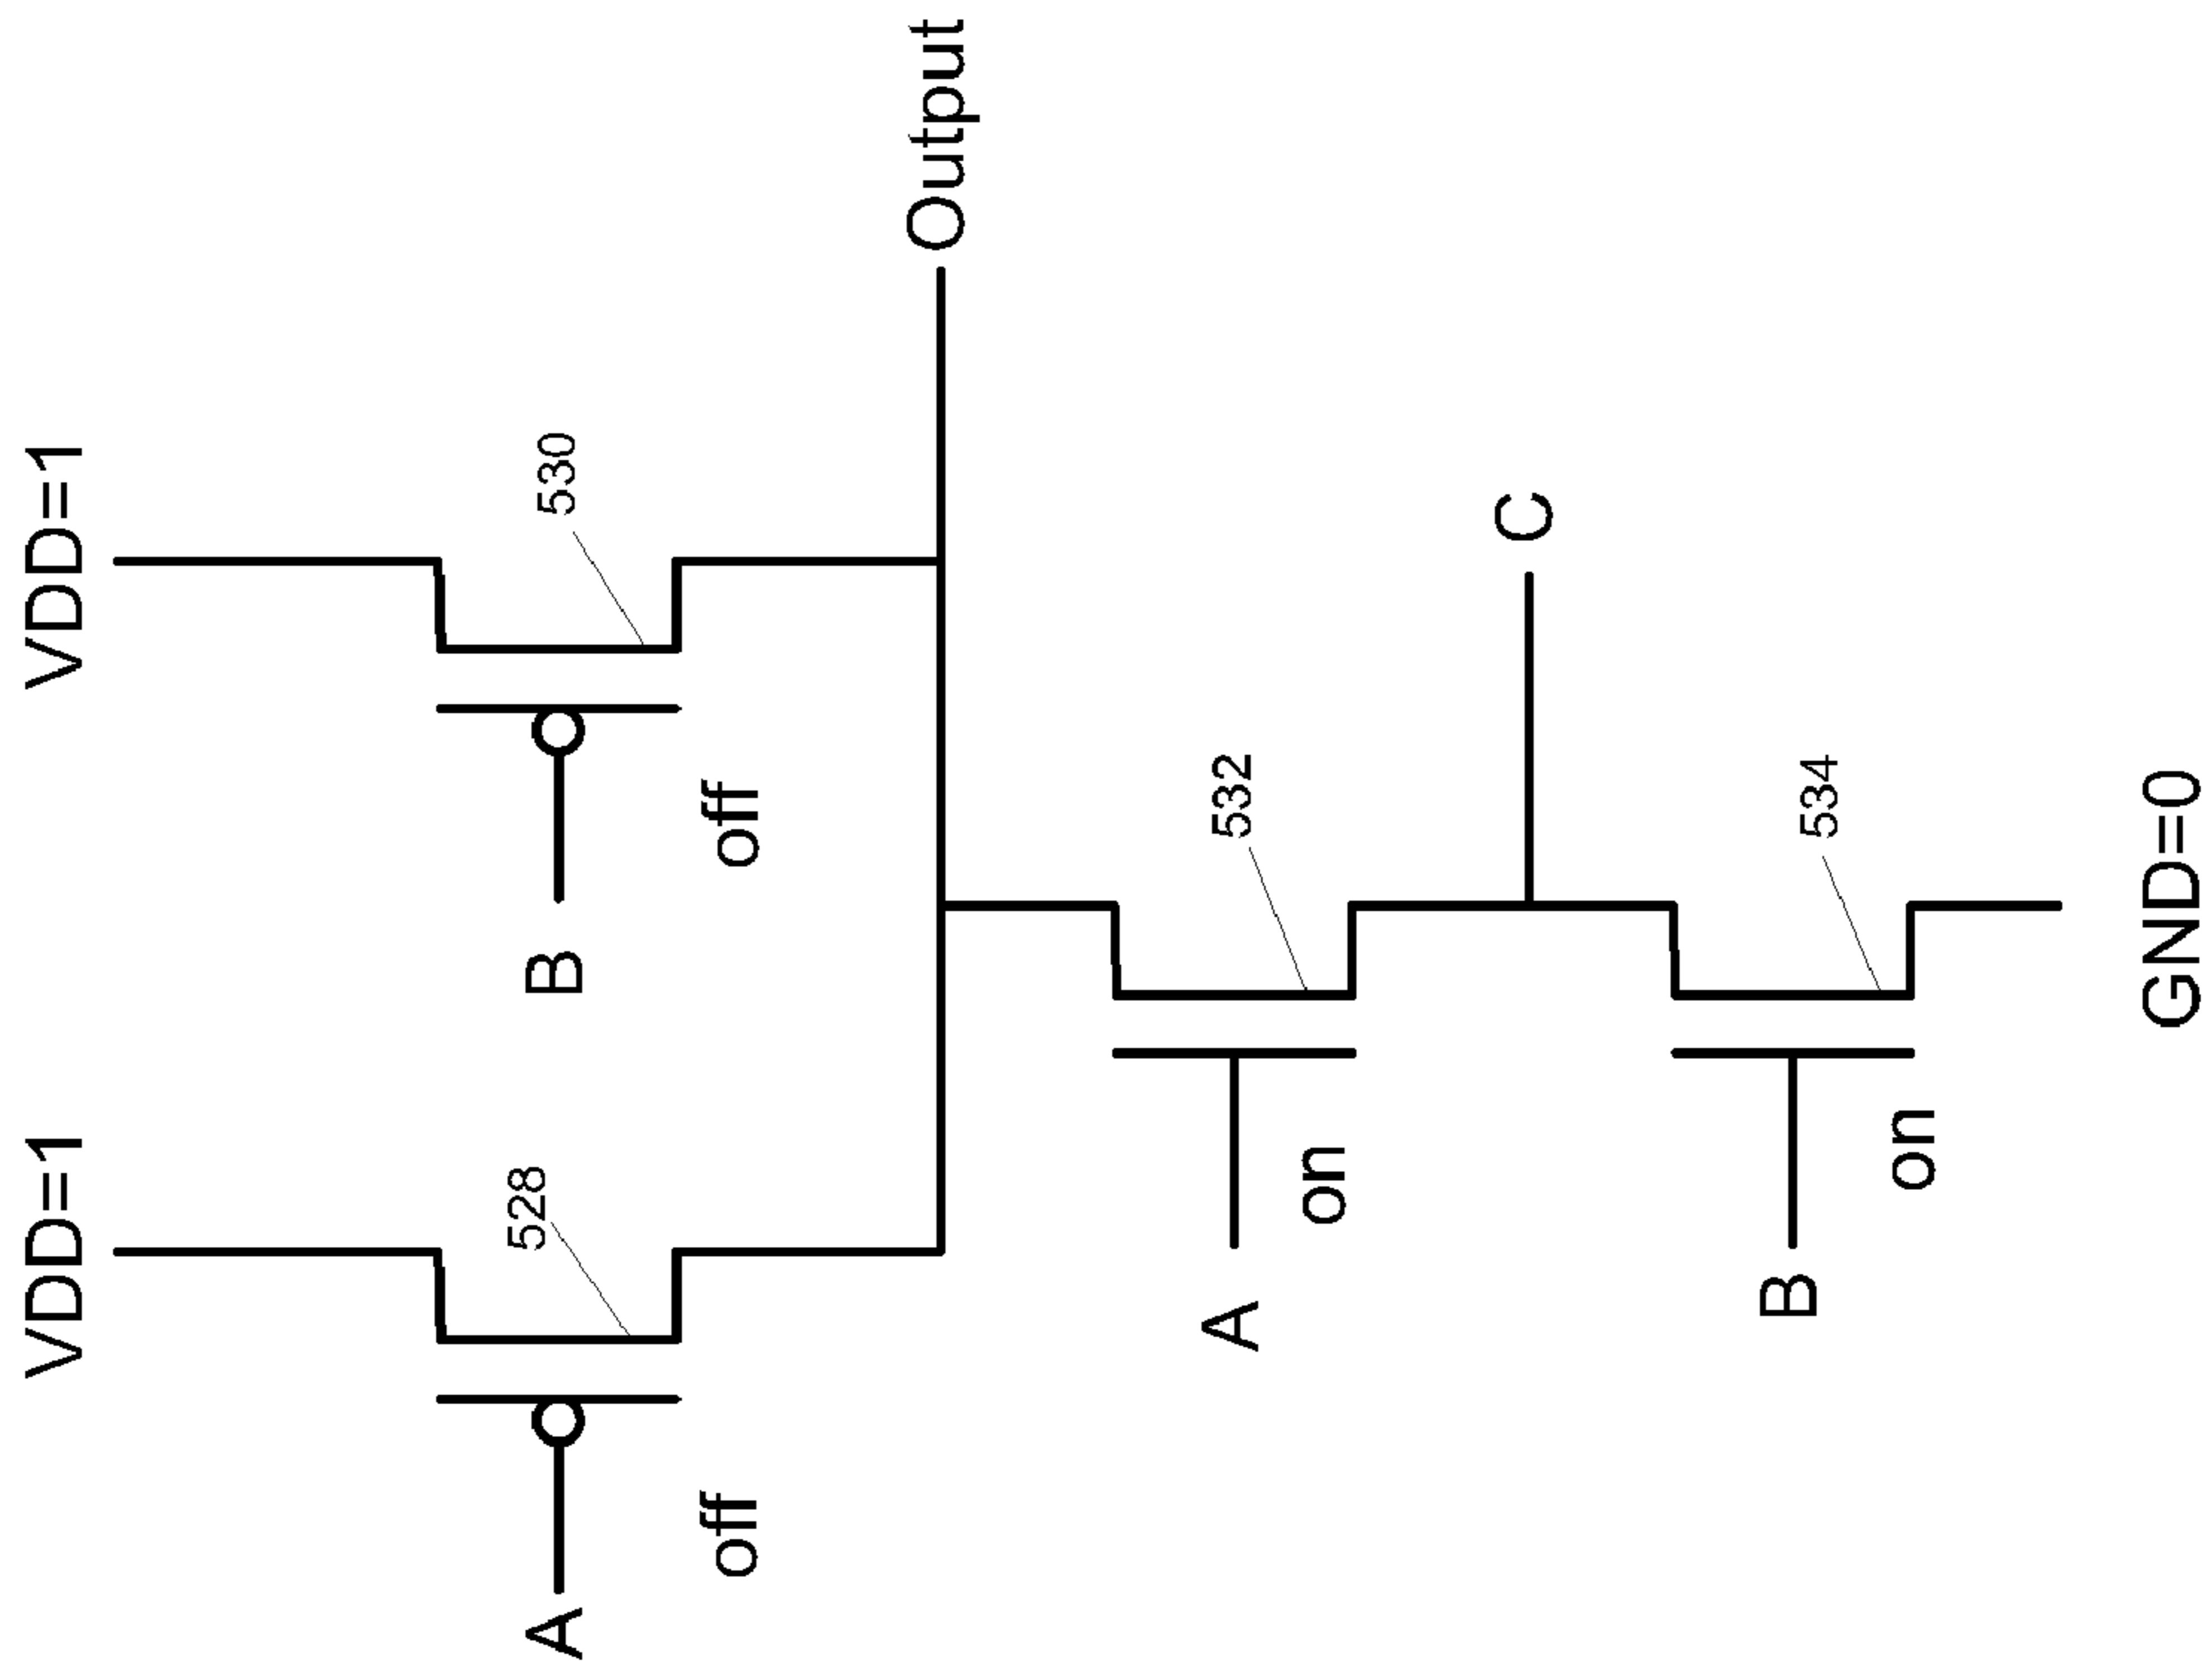 VDD=1
VDD=1
528
530
A
B
off
off
Output
A
532
on
C
B
534
on
GND=0